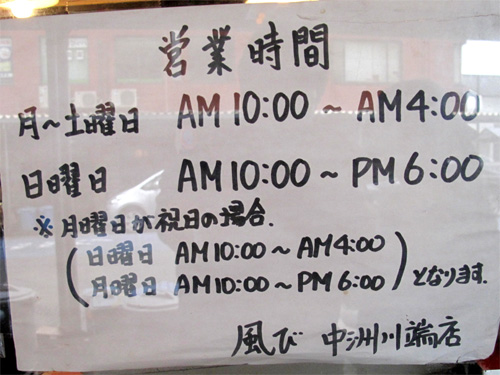 営業時間
月～土曜日 AM10:00～AM4:00
日曜日 AM10:00～PM6:00
※月曜日が祝日の場合.
(日曜日 AM10:00～AM4:00
月曜日 AM10:00～PM6:00)となります.
風び 中洲川端店